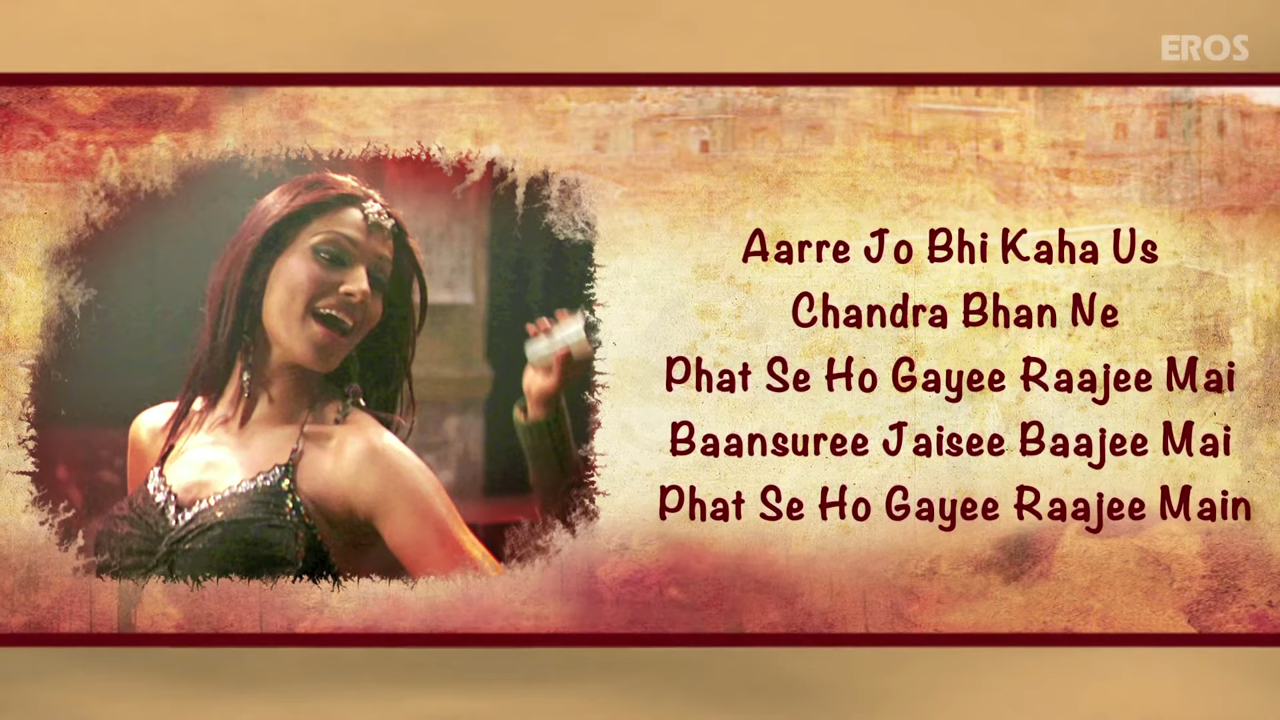 EROS
Aarre Jo Bhi Kaha Us
Chandra Bhan Ne
Phat Se Ho Gayee Raajee Mai
Baansuree Jaisee Baajee Mai
Phat Se Ho Gayee Raajee Main